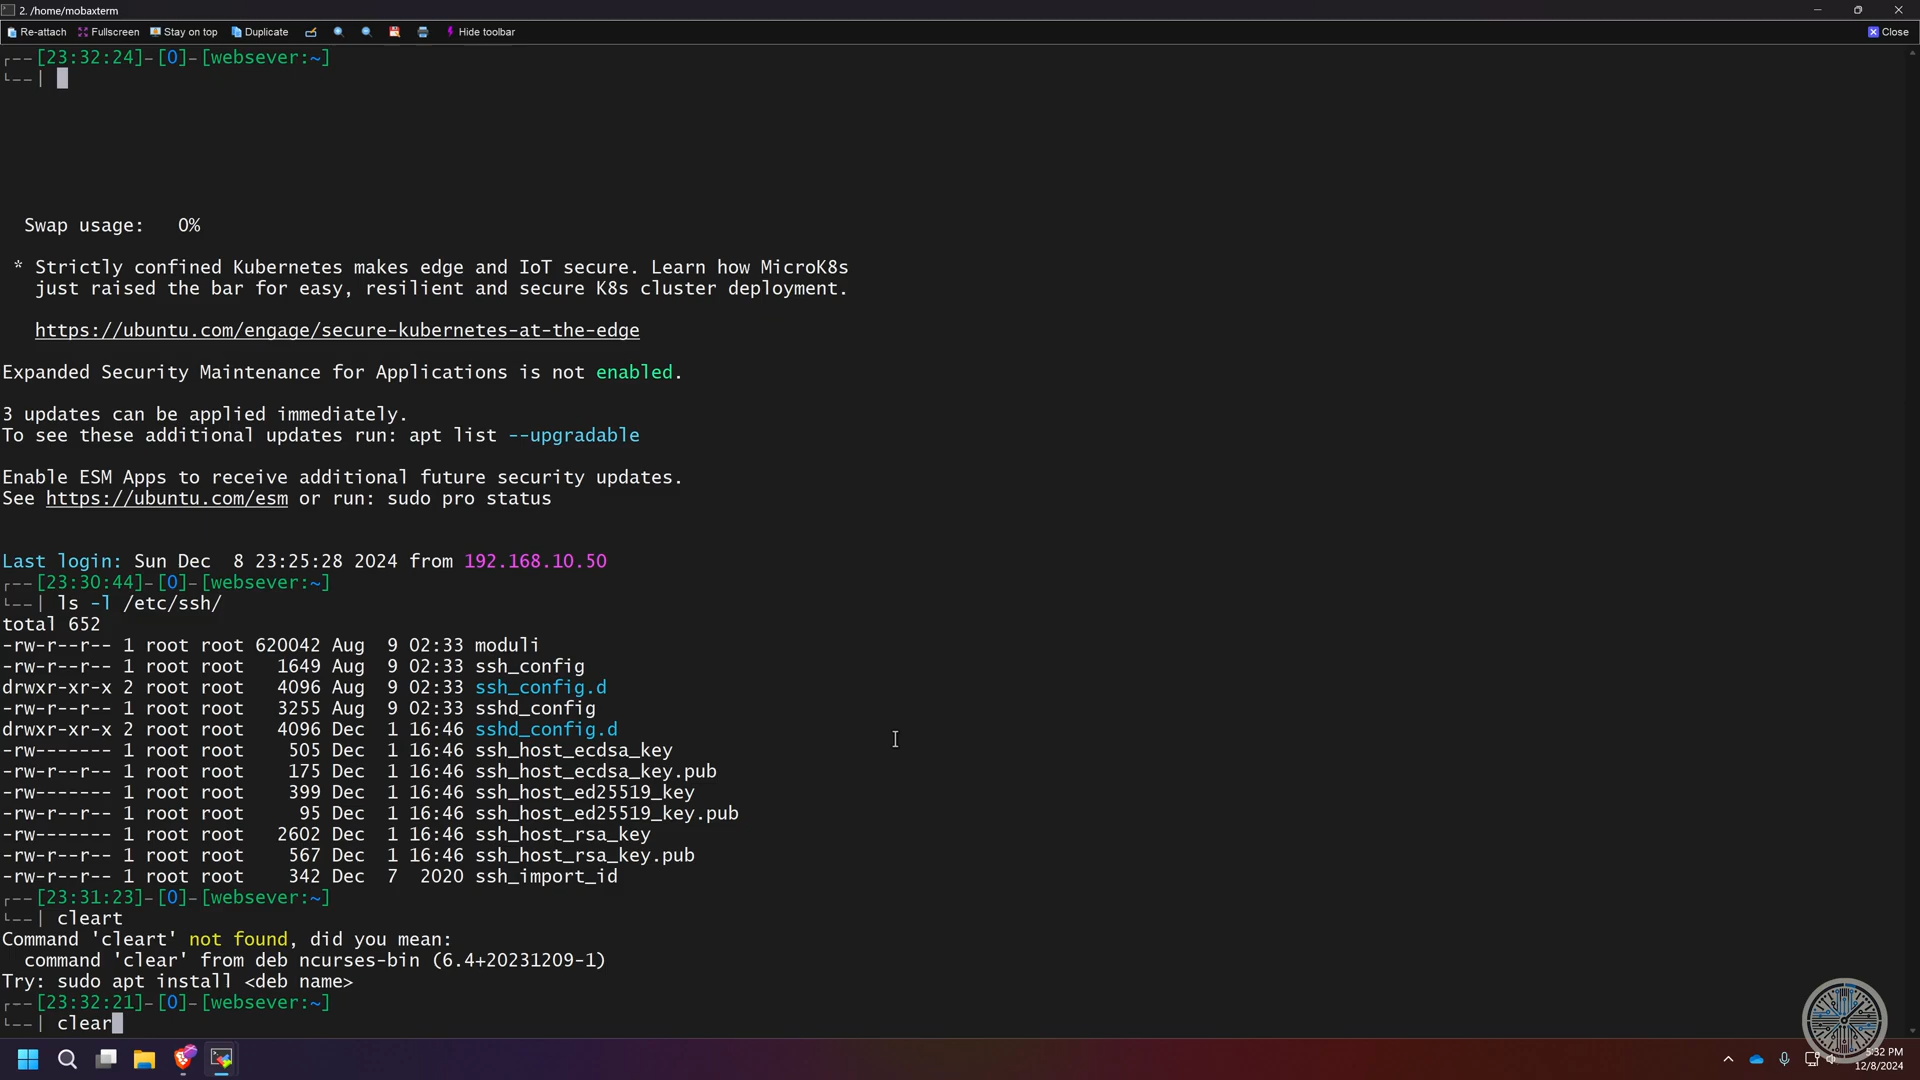 2. /home/mobaxterm
Re-attach Fullscreen Stay on top Duplicate Hide toolbar Close
┌──[23:32:24]-[0]-[websever:~]
└──|
Swap usage:   0%
* Strictly confined Kubernetes makes edge and IoT secure. Learn how MicroK8s
just raised the bar for easy, resilient and secure K8s cluster deployment.
https://ubuntu.com/engage/secure-kubernetes-at-the-edge
Expanded Security Maintenance for Applications is not enabled.
3 updates can be applied immediately.
To see these additional updates run: apt list --upgradable
Enable ESM Apps to receive additional future security updates.
See https://ubuntu.com/esm or run: sudo pro status
Last login: Sun Dec  8 23:25:28 2024 from 192.168.10.50
┌──[23:30:44]-[0]-[websever:~]
└──| ls -l /etc/ssh/
total 652
-rw-r--r-- 1 root root 620042 Aug  9 02:33 moduli
-rw-r--r-- 1 root root   1649 Aug  9 02:33 ssh_config
drwxr-xr-x 2 root root   4096 Aug  9 02:33 ssh_config.d
-rw-r--r-- 1 root root   3255 Aug  9 02:33 sshd_config
drwxr-xr-x 2 root root   4096 Dec  1 16:46 sshd_config.d
-rw------- 1 root root    505 Dec  1 16:46 ssh_host_ecdsa_key
-rw-r--r-- 1 root root    175 Dec  1 16:46 ssh_host_ecdsa_key.pub
-rw------- 1 root root    399 Dec  1 16:46 ssh_host_ed25519_key
-rw-r--r-- 1 root root     95 Dec  1 16:46 ssh_host_ed25519_key.pub
-rw------- 1 root root   2602 Dec  1 16:46 ssh_host_rsa_key
-rw-r--r-- 1 root root    567 Dec  1 16:46 ssh_host_rsa_key.pub
-rw-r--r-- 1 root root    342 Dec  7  2020 ssh_import_id
┌──[23:31:23]-[0]-[websever:~]
└──| cleart
Command 'cleart' not found, did you mean:
command 'clear' from deb ncurses-bin (6.4+20231209-1)
Try: sudo apt install <deb name>
┌──[23:32:21]-[0]-[websever:~]
└──| clear
5:32 PM
12/8/2024